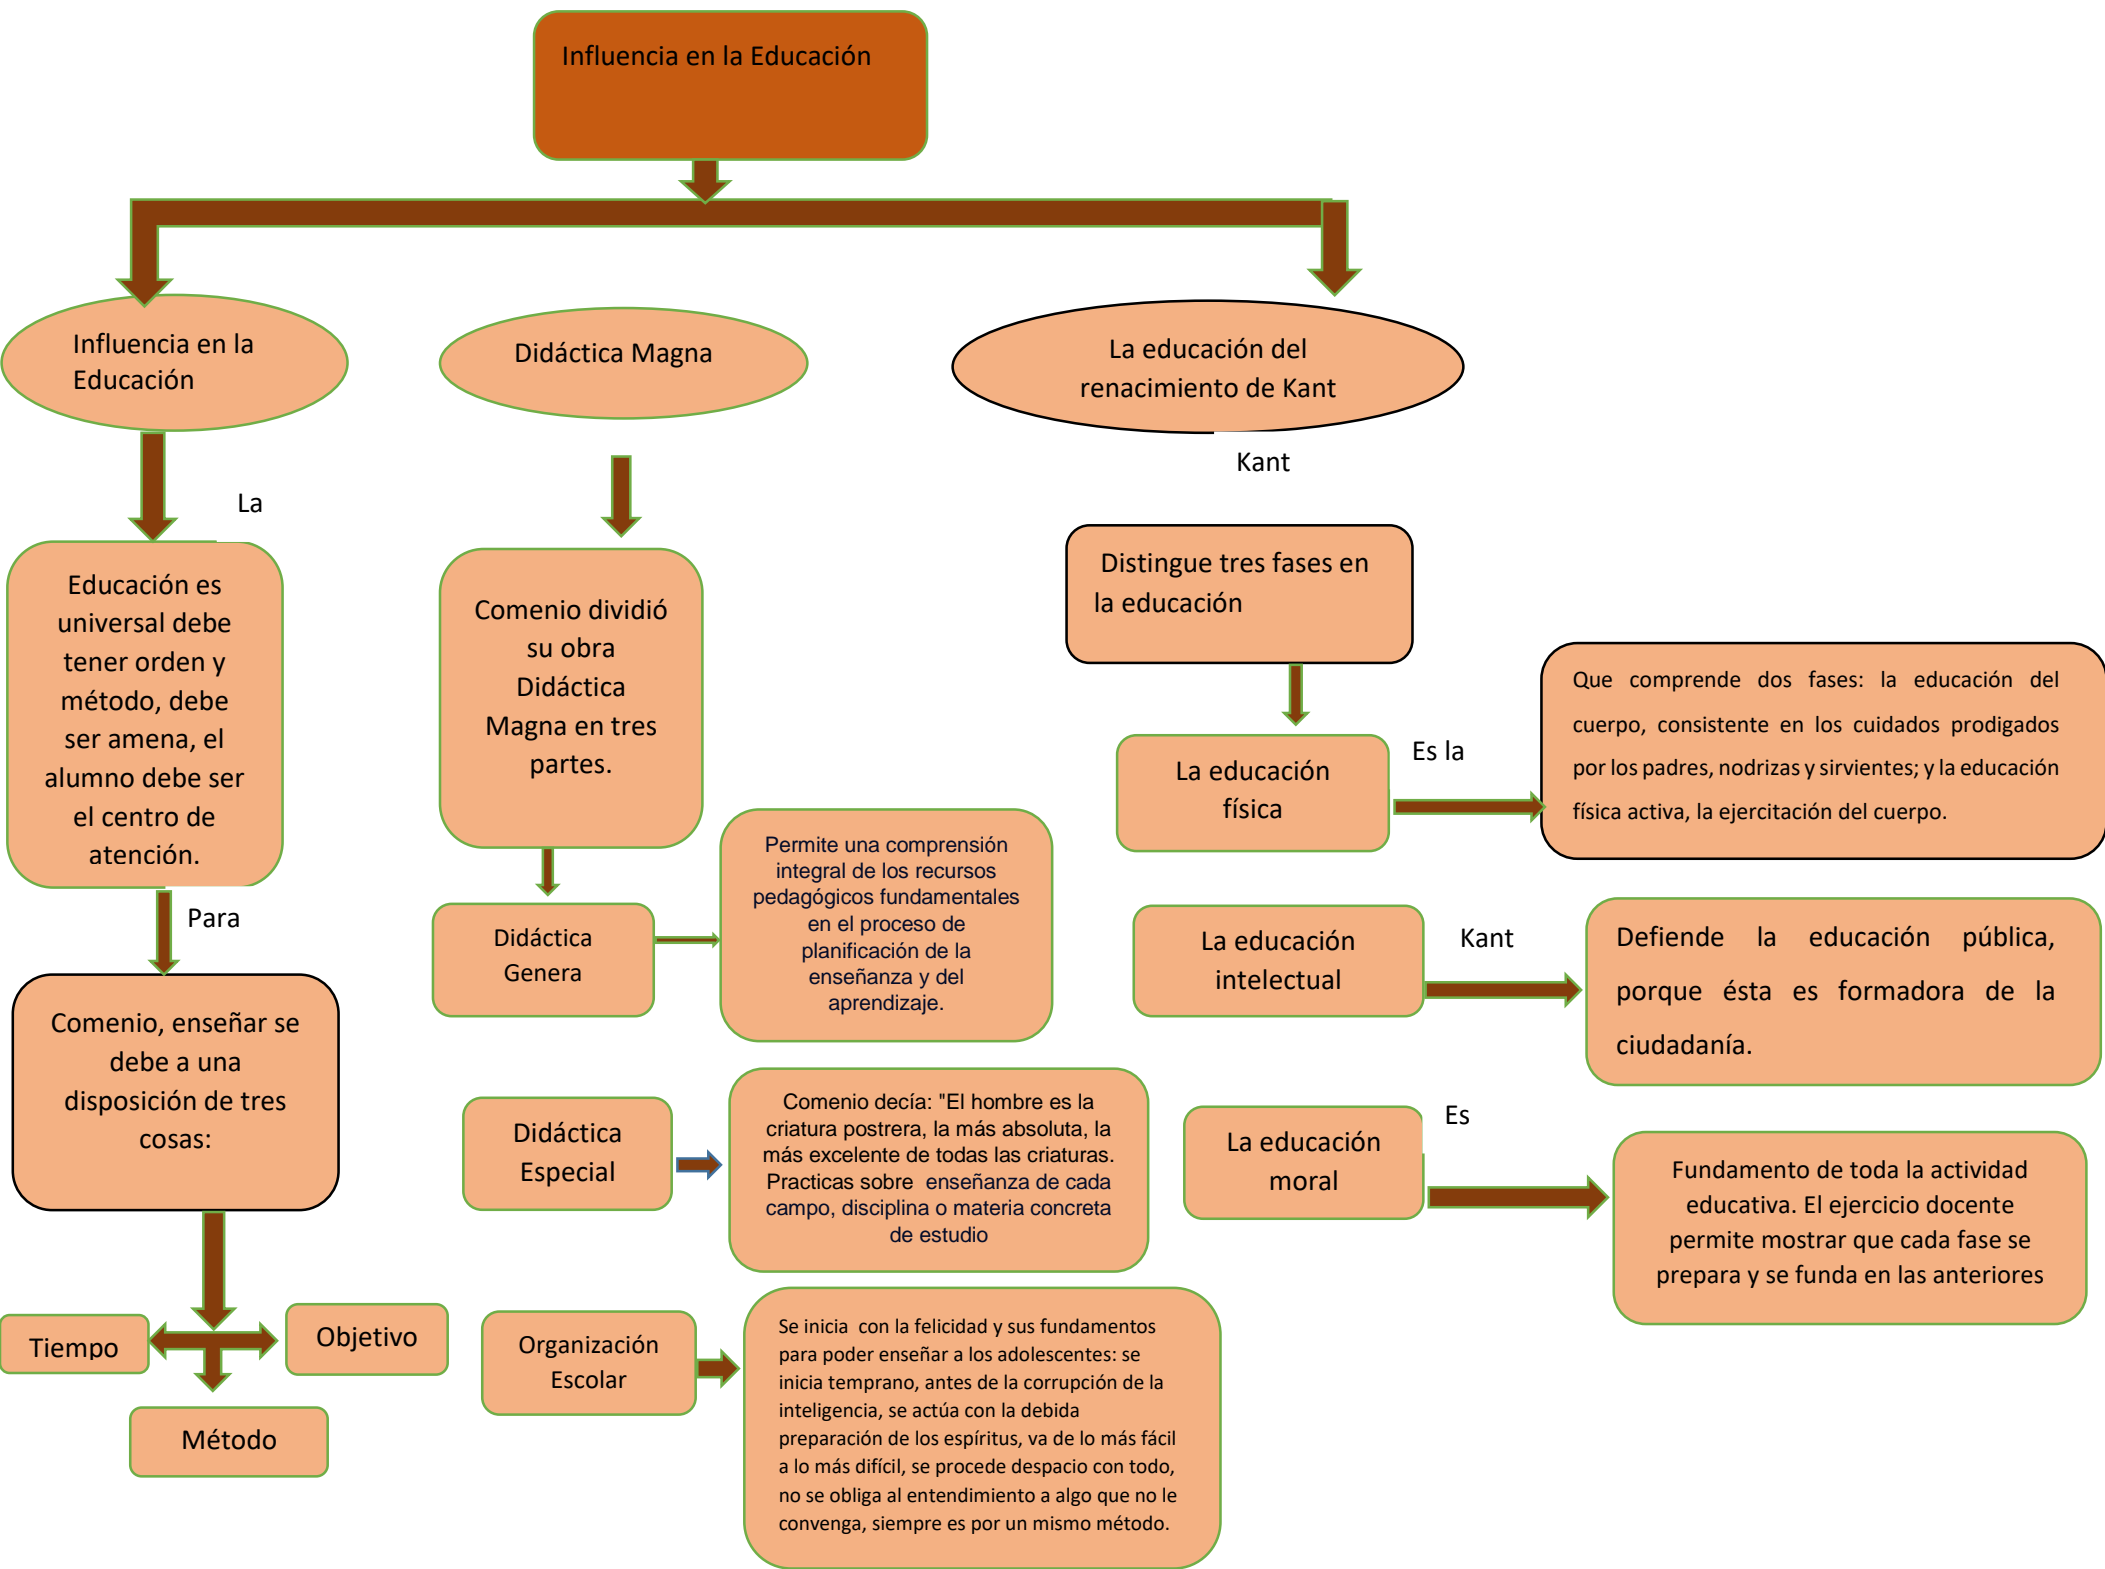 Influencia en la Educación
Influencia en la
Educación
La
Educación es
universal debe
tener orden y
método, debe
ser amena, el
alumno debe ser
el centro de
atención.
Para
Comenio, enseñar se
debe a una
disposición de tres
cosas:
Tiempo
Objetivo
Método
Didáctica Magna
Comenio dividió
su obra
Didáctica
Magna en tres
partes.
Didáctica
Genera
Permite una comprensión
integral de los recursos
pedagógicos fundamentales
en el proceso de
planificación de la
enseñanza y del
aprendizaje.
Didáctica
Especial
Comenio decía: "El hombre es la
criatura postrera, la más absoluta, la
más excelente de todas las criaturas.
Practicas sobre  enseñanza de cada
campo, disciplina o materia concreta
de estudio
Organización
Escolar
Se inicia  con la felicidad y sus fundamentos
para poder enseñar a los adolescentes: se
inicia temprano, antes de la corrupción de la
inteligencia, se actúa con la debida
preparación de los espíritus, va de lo más fácil
a lo más difícil, se procede despacio con todo,
no se obliga al entendimiento a algo que no le
convenga, siempre es por un mismo método.
La educación del
renacimiento de Kant
Kant
Distingue tres fases en
la educación
La educación
física
Es la
Que comprende dos fases: la educación del
cuerpo, consistente en los cuidados prodigados
por los padres, nodrizas y sirvientes; y la educación
física activa, la ejercitación del cuerpo.
La educación
intelectual
Kant
Defiende la educación pública,
porque ésta es formadora de la
ciudadanía.
La educación
moral
Es
Fundamento de toda la actividad
educativa. El ejercicio docente
permite mostrar que cada fase se
prepara y se funda en las anteriores